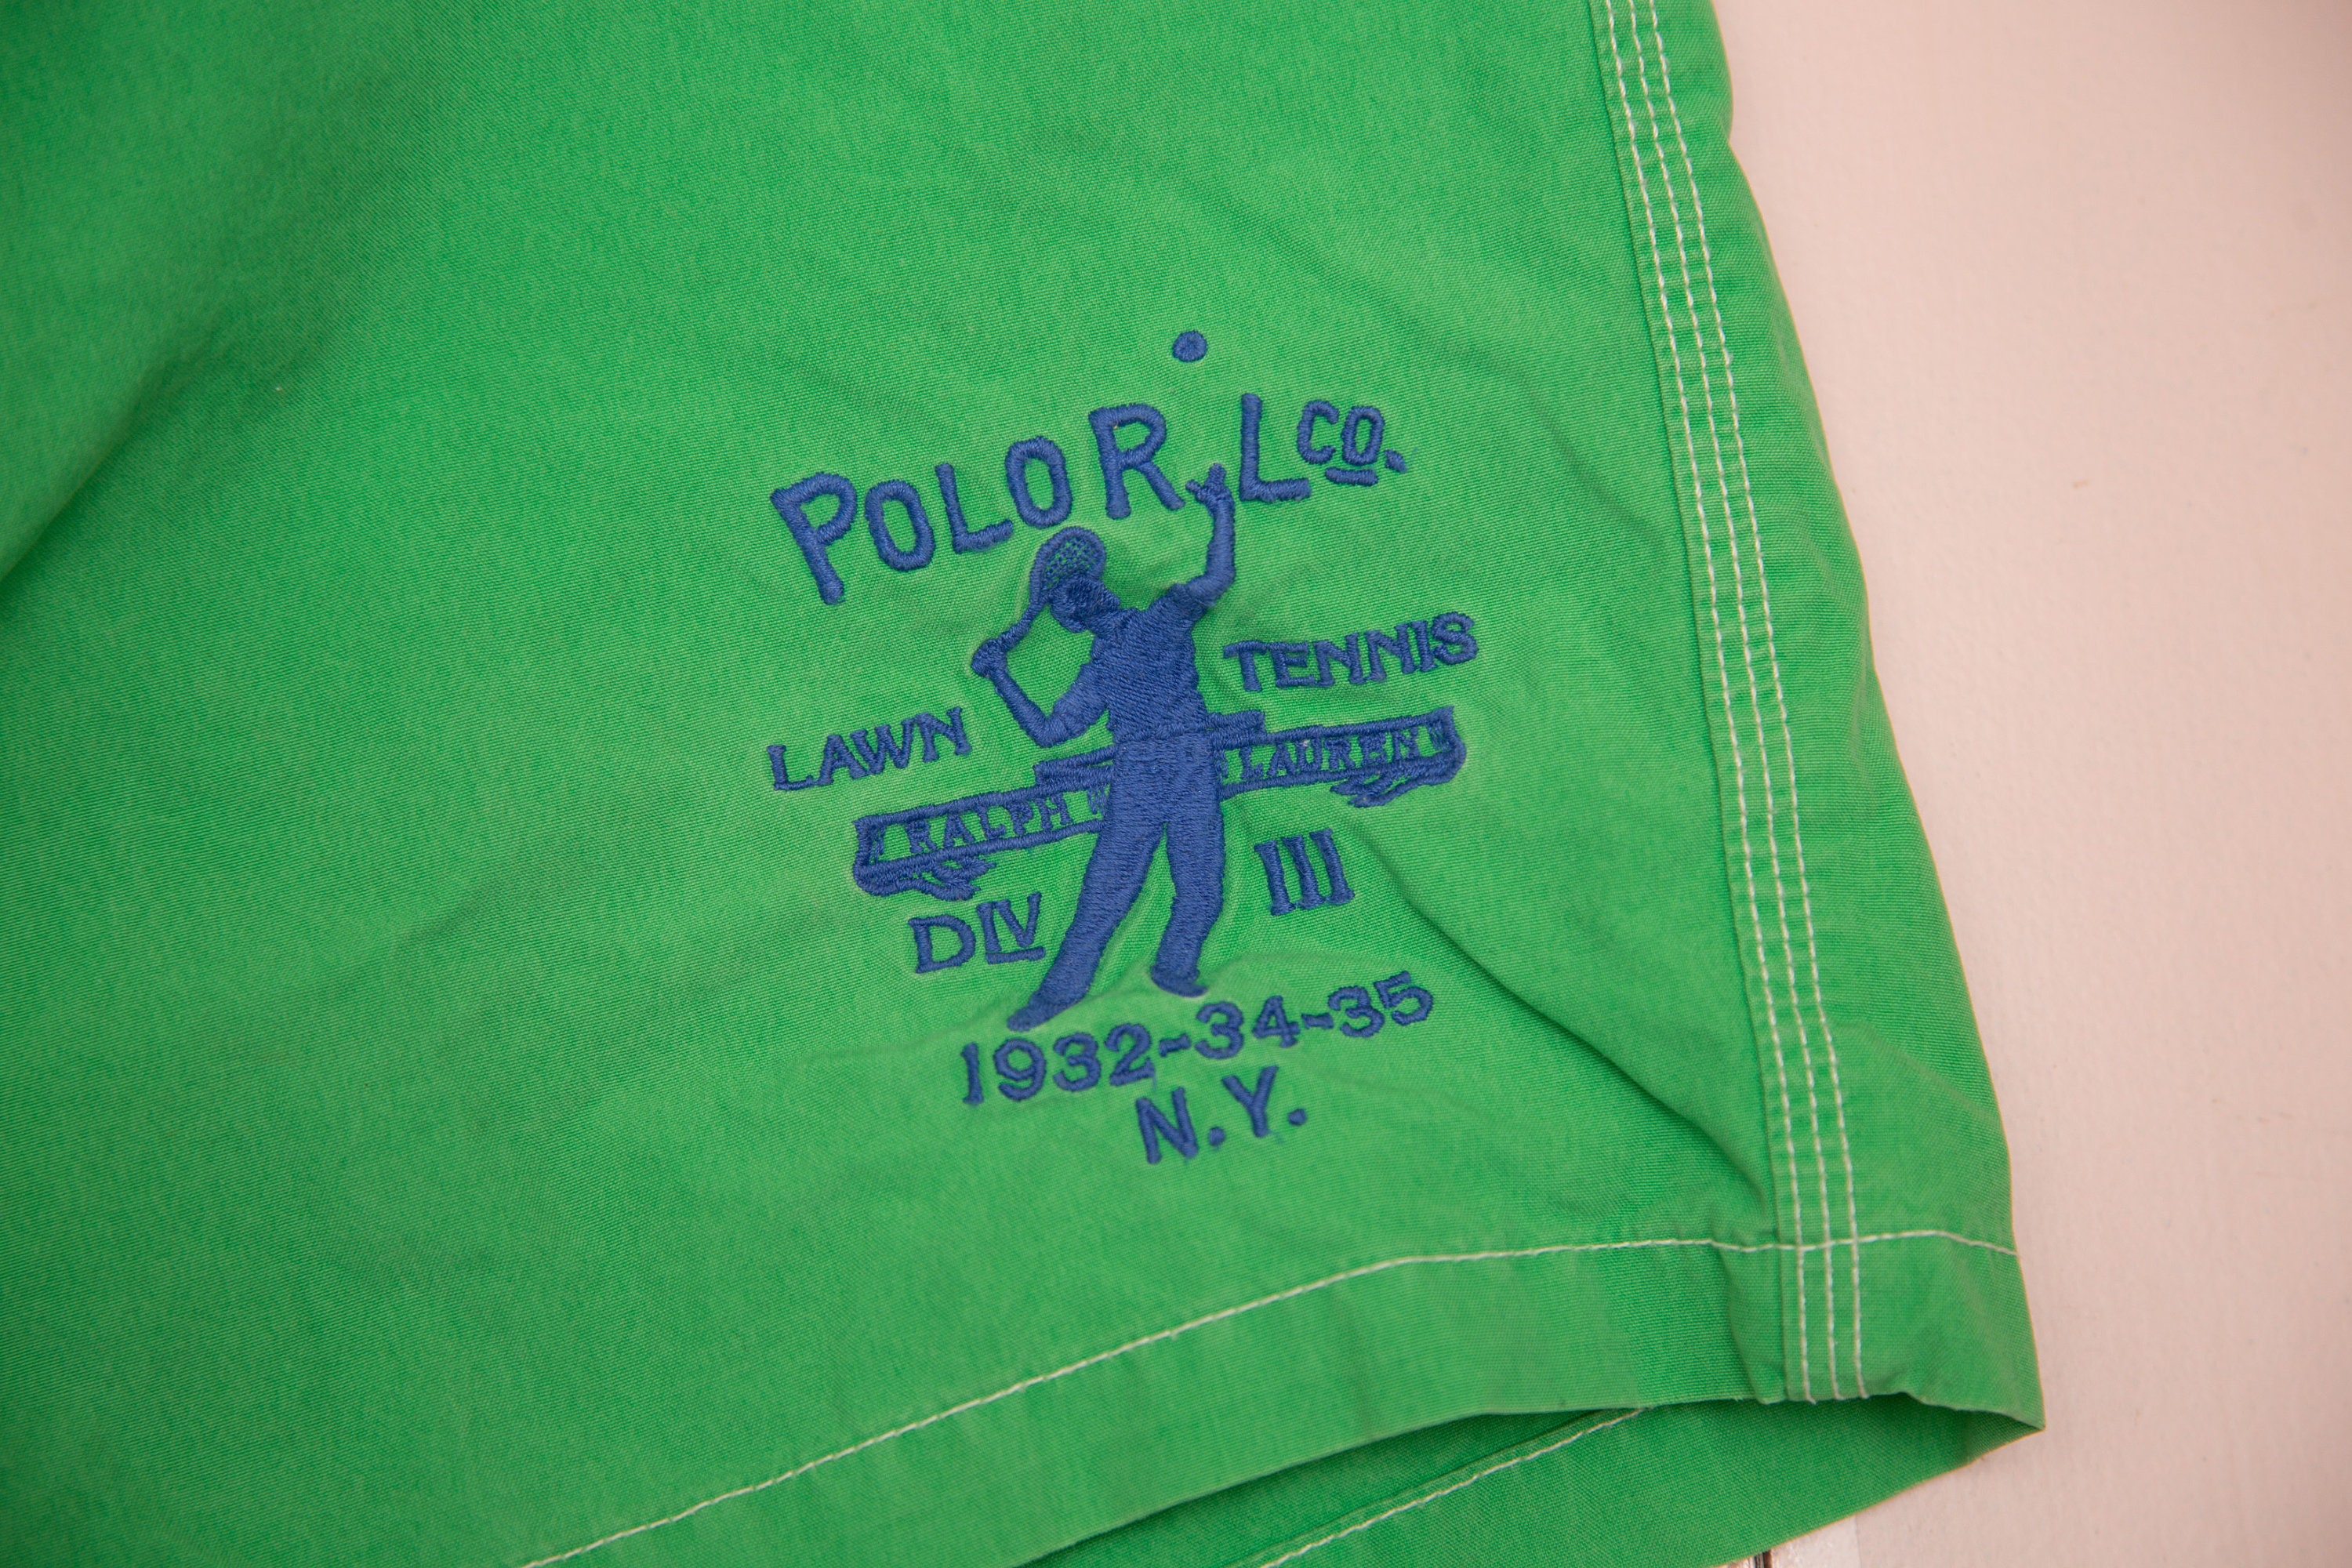 POLO R. L CO.
LAWN TENNIS
RALPH LAUREN
DIV III
1932-34-35
N.Y.